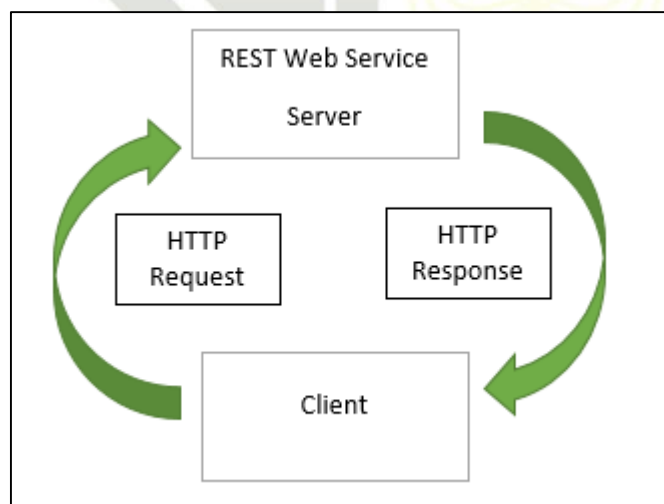 REST Web Service
Server
HTTP
Request
HTTP
Response
Client